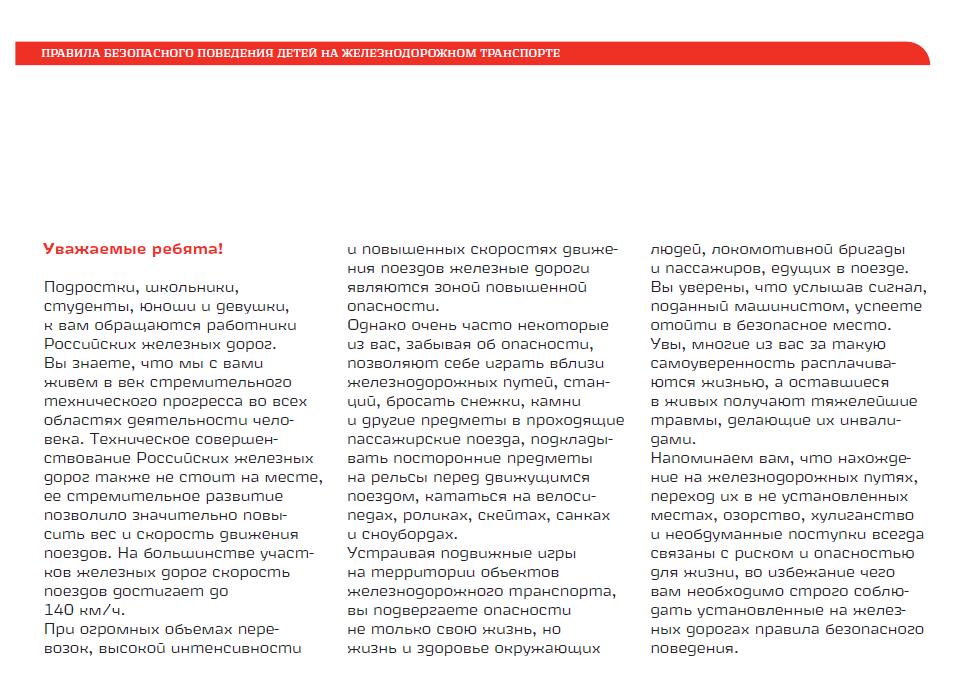 ПРАВИЛА БЕЗОПАСНОГО ПОВЕДЕНИЯ ДЕТЕЙ НА ЖЕЛЕЗНОДОРОЖНОМ ТРАНСПОРТЕ
Уважаемые ребята!
Подростки, школьники,
студенты, юноши и девушки,
к вам обращаются работники
Российских железных дорог.
Вы знаете, что мы с вами
живем в век стремительного
технического прогресса во всех
областях деятельности чело-
века. Техническое совершен-
ствование Российских железных
дорог также не стоит на месте,
ее стремительное развитие
позволило значительно повы-
сить вес и скорость движения
поездов. На большинстве участ-
ков железных дорог скорость
поездов достигает до
140 км/ч.
При огромных объемах пере-
возок, высокой интенсивности
и повышенных скоростях движе-
ния поездов железные дороги
являются зоной повышенной
опасности.
Однако очень часто некоторые
из вас, забывая об опасности,
позволяют себе играть вблизи
железнодорожных путей, стан-
ций, бросать снежки, камни
и другие предметы в проходящие
пассажирские поезда, подклады-
вать посторонние предметы
на рельсы перед движущимся
поездом, кататься на велоси-
педах, роликах, скейтах, санках
и сноубордах.
Устраивая подвижные игры
на территории объектов
железнодорожного транспорта,
вы подвергаете опасности
не только свою жизнь, но
жизнь и здоровье окружающих
людей, локомотивной бригады
и пассажиров, едущих в поезде.
Вы уверены, что услышав сигнал,
поданный машинистом, успеете
отойти в безопасное место.
Увы, многие из вас за такую
самоуверенность расплачива-
ются жизнью, а оставшиеся
в живых получают тяжелейшие
травмы, делающие их инвали-
дами.
Напоминаем вам, что нахожде-
ние на железнодорожных путях,
переход их в не установленных
местах, озорство, хулиганство
и необдуманные поступки всегда
связаны с риском и опасностью
для жизни, во избежание чего
вам необходимо строго соблю-
дать установленные на желез-
ных дорогах правила безопасного
поведения.